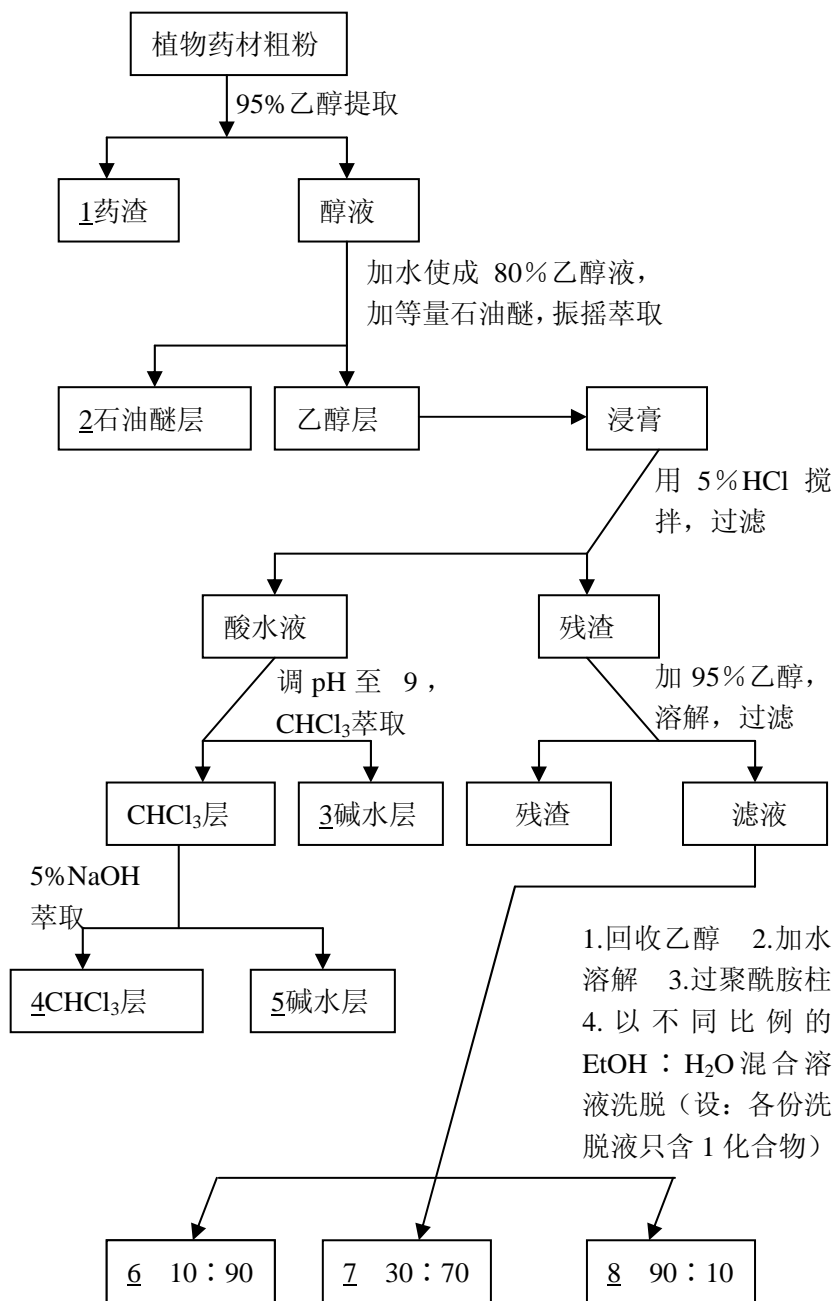 植物药材粗粉
95%乙醇提取
1药渣
醇液
加水使成 80％乙醇液，
加等量石油醚，振摇萃取
2石油醚层
乙醇层
浸膏
用 5％HCl 搅
拌，过滤
酸水液
残渣
调 pH 至 9，
CHCl₃萃取
加 95％乙醇，
溶解，过滤
CHCl₃层
3碱水层
残渣
滤液
5%NaOH
萃取
4CHCl₃层
5碱水层
1.回收乙醇 2.加水
溶解 3.过聚酰胺柱
4.以不同比例的
EtOH：H₂O混合溶
液洗脱（设：各份洗
脱液只含 1 化合物）
6 10：90
7 30：70
8 90：10